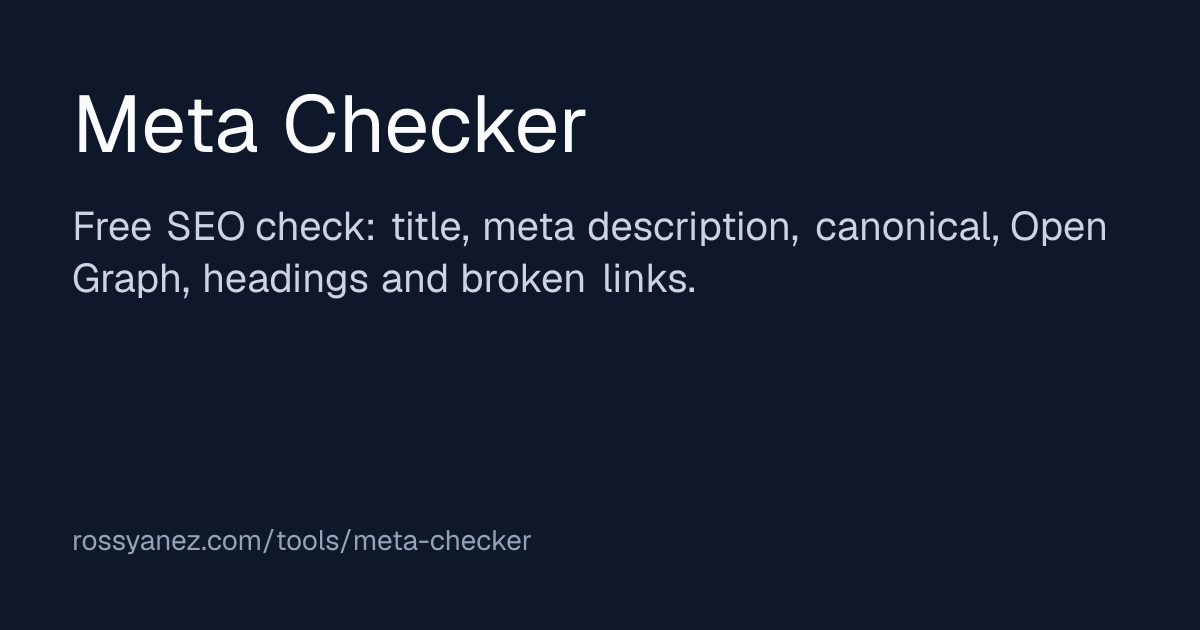 Meta Checker
Free SEO check: title, meta description, canonical, Open
Graph, headings and broken links.
rossyanez.com/tools/meta-checker